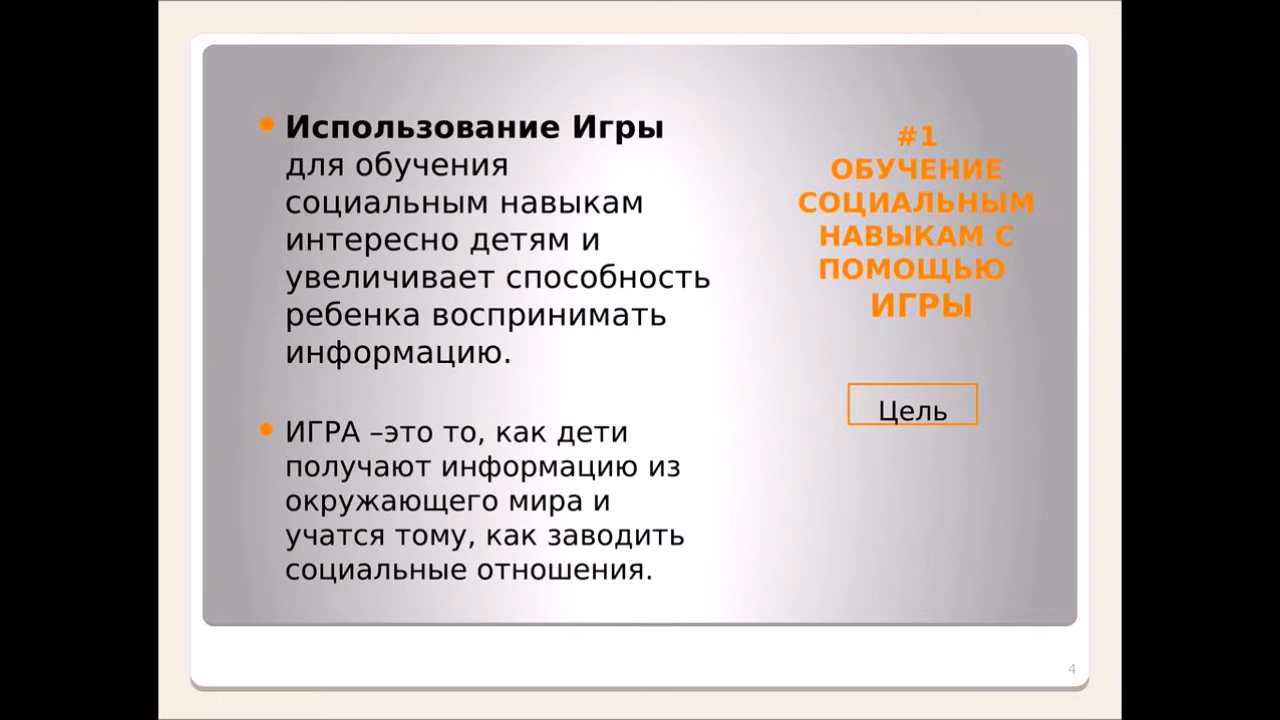 Использование Игры
для обучения
социальным навыкам
интересно детям и
увеличивает способность
ребенка воспринимать
информацию.
ИГРА –это то, как дети
получают информацию из
окружающего мира и
учатся тому, как заводить
социальные отношения.
#1
ОБУЧЕНИЕ
СОЦИАЛЬНЫМ
НАВЫКАМ С
ПОМОЩЬЮ
ИГРЫ
Цель
4